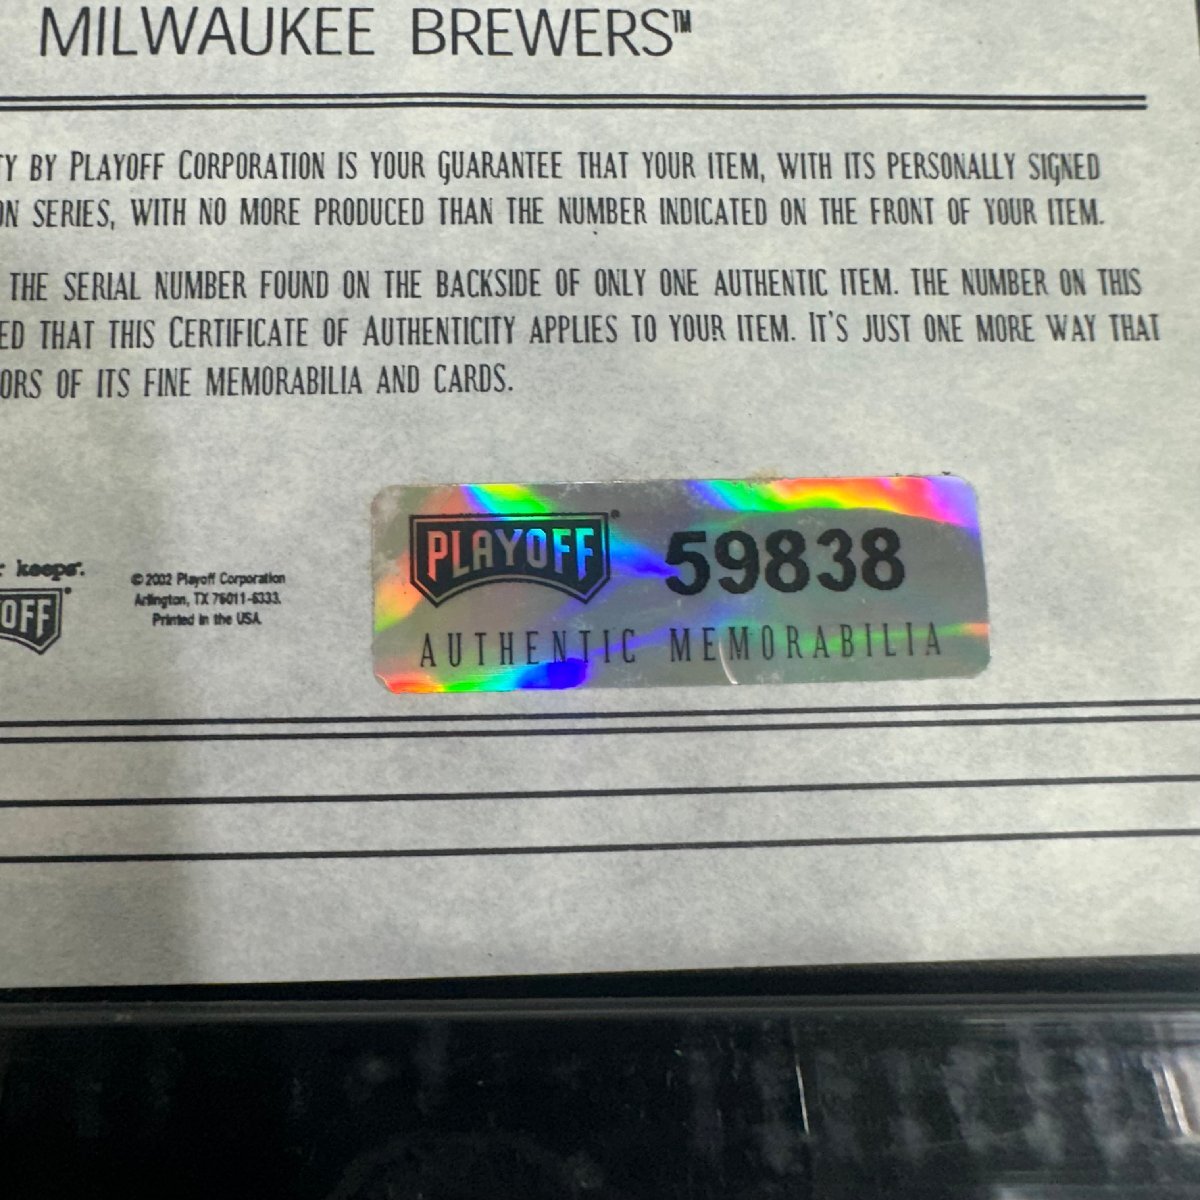 MILWAUKEE BREWERS™
BY PLAYOFF CORPORATION IS YOUR GUARANTEE THAT YOUR ITEM, WITH ITS PERSONALLY SIGNED
SERIES, WITH NO MORE PRODUCED THAN THE NUMBER INDICATED ON THE FRONT OF YOUR ITEM.
THE SERIAL NUMBER FOUND ON THE BACKSIDE OF ONLY ONE AUTHENTIC ITEM. THE NUMBER ON THIS
THAT THIS CERTIFICATE OF AUTHENTICITY APPLIES TO YOUR ITEM. IT'S JUST ONE MORE WAY THAT
OF ITS FINE MEMORABILIA AND CARDS.
keeps.
OFF®
© 2002 Playoff Corporation
Arlington, TX 76011-6333.
Printed in the USA.
PLAYOFF® 59838
AUTHENTIC MEMORABILIA